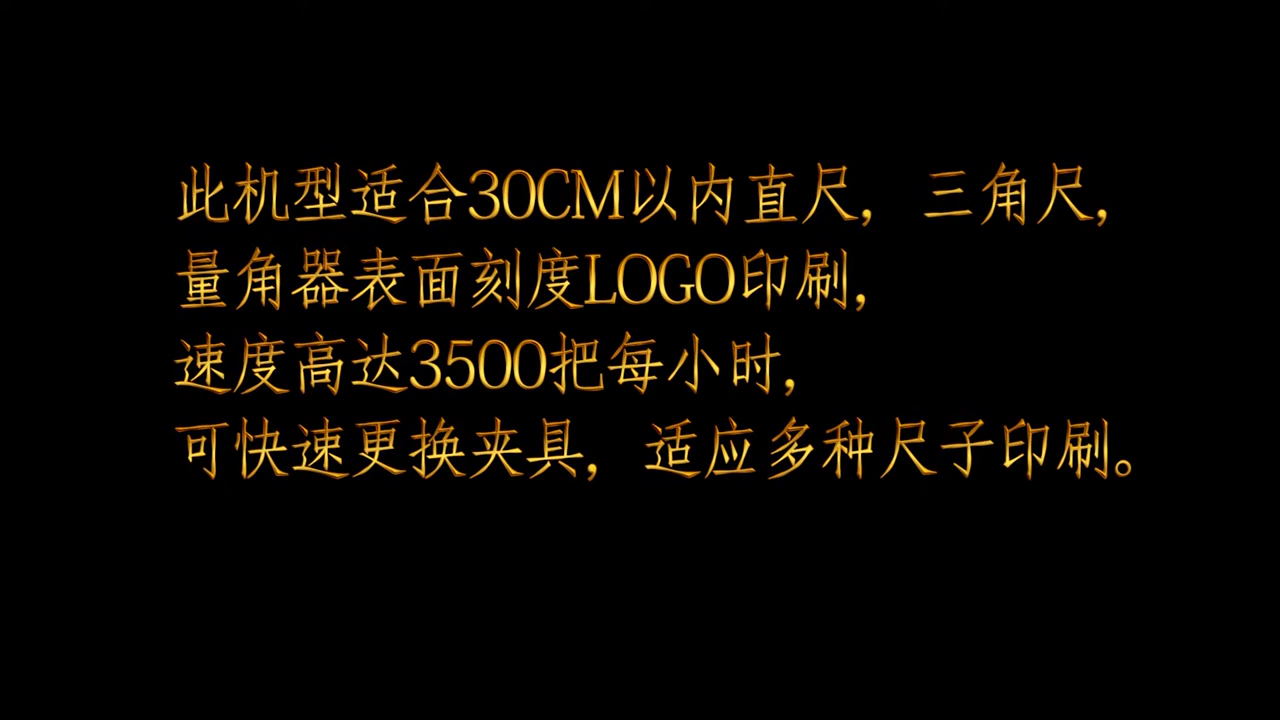 此机型适合30CM以内直尺，三角尺，
量角器表面刻度LOGO印刷，
速度高达3500把每小时，
可快速更换夹具，适应多种尺子印刷。